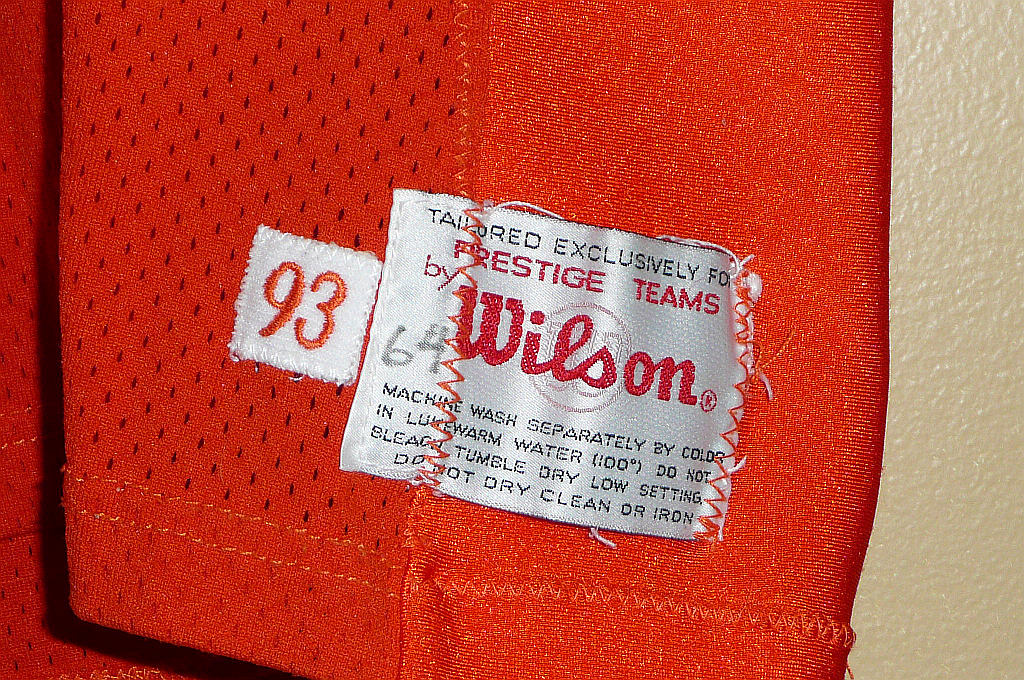 93
TAILORED EXCLUSIVELY FOR
PRESTIGE TEAMS
by
64
Wilson®
MACHINE WASH SEPARATELY BY COLOR
IN LUKEWARM WATER (100°) DO NOT
BLEACH TUMBLE DRY LOW SETTING
DO NOT DRY CLEAN OR IRON